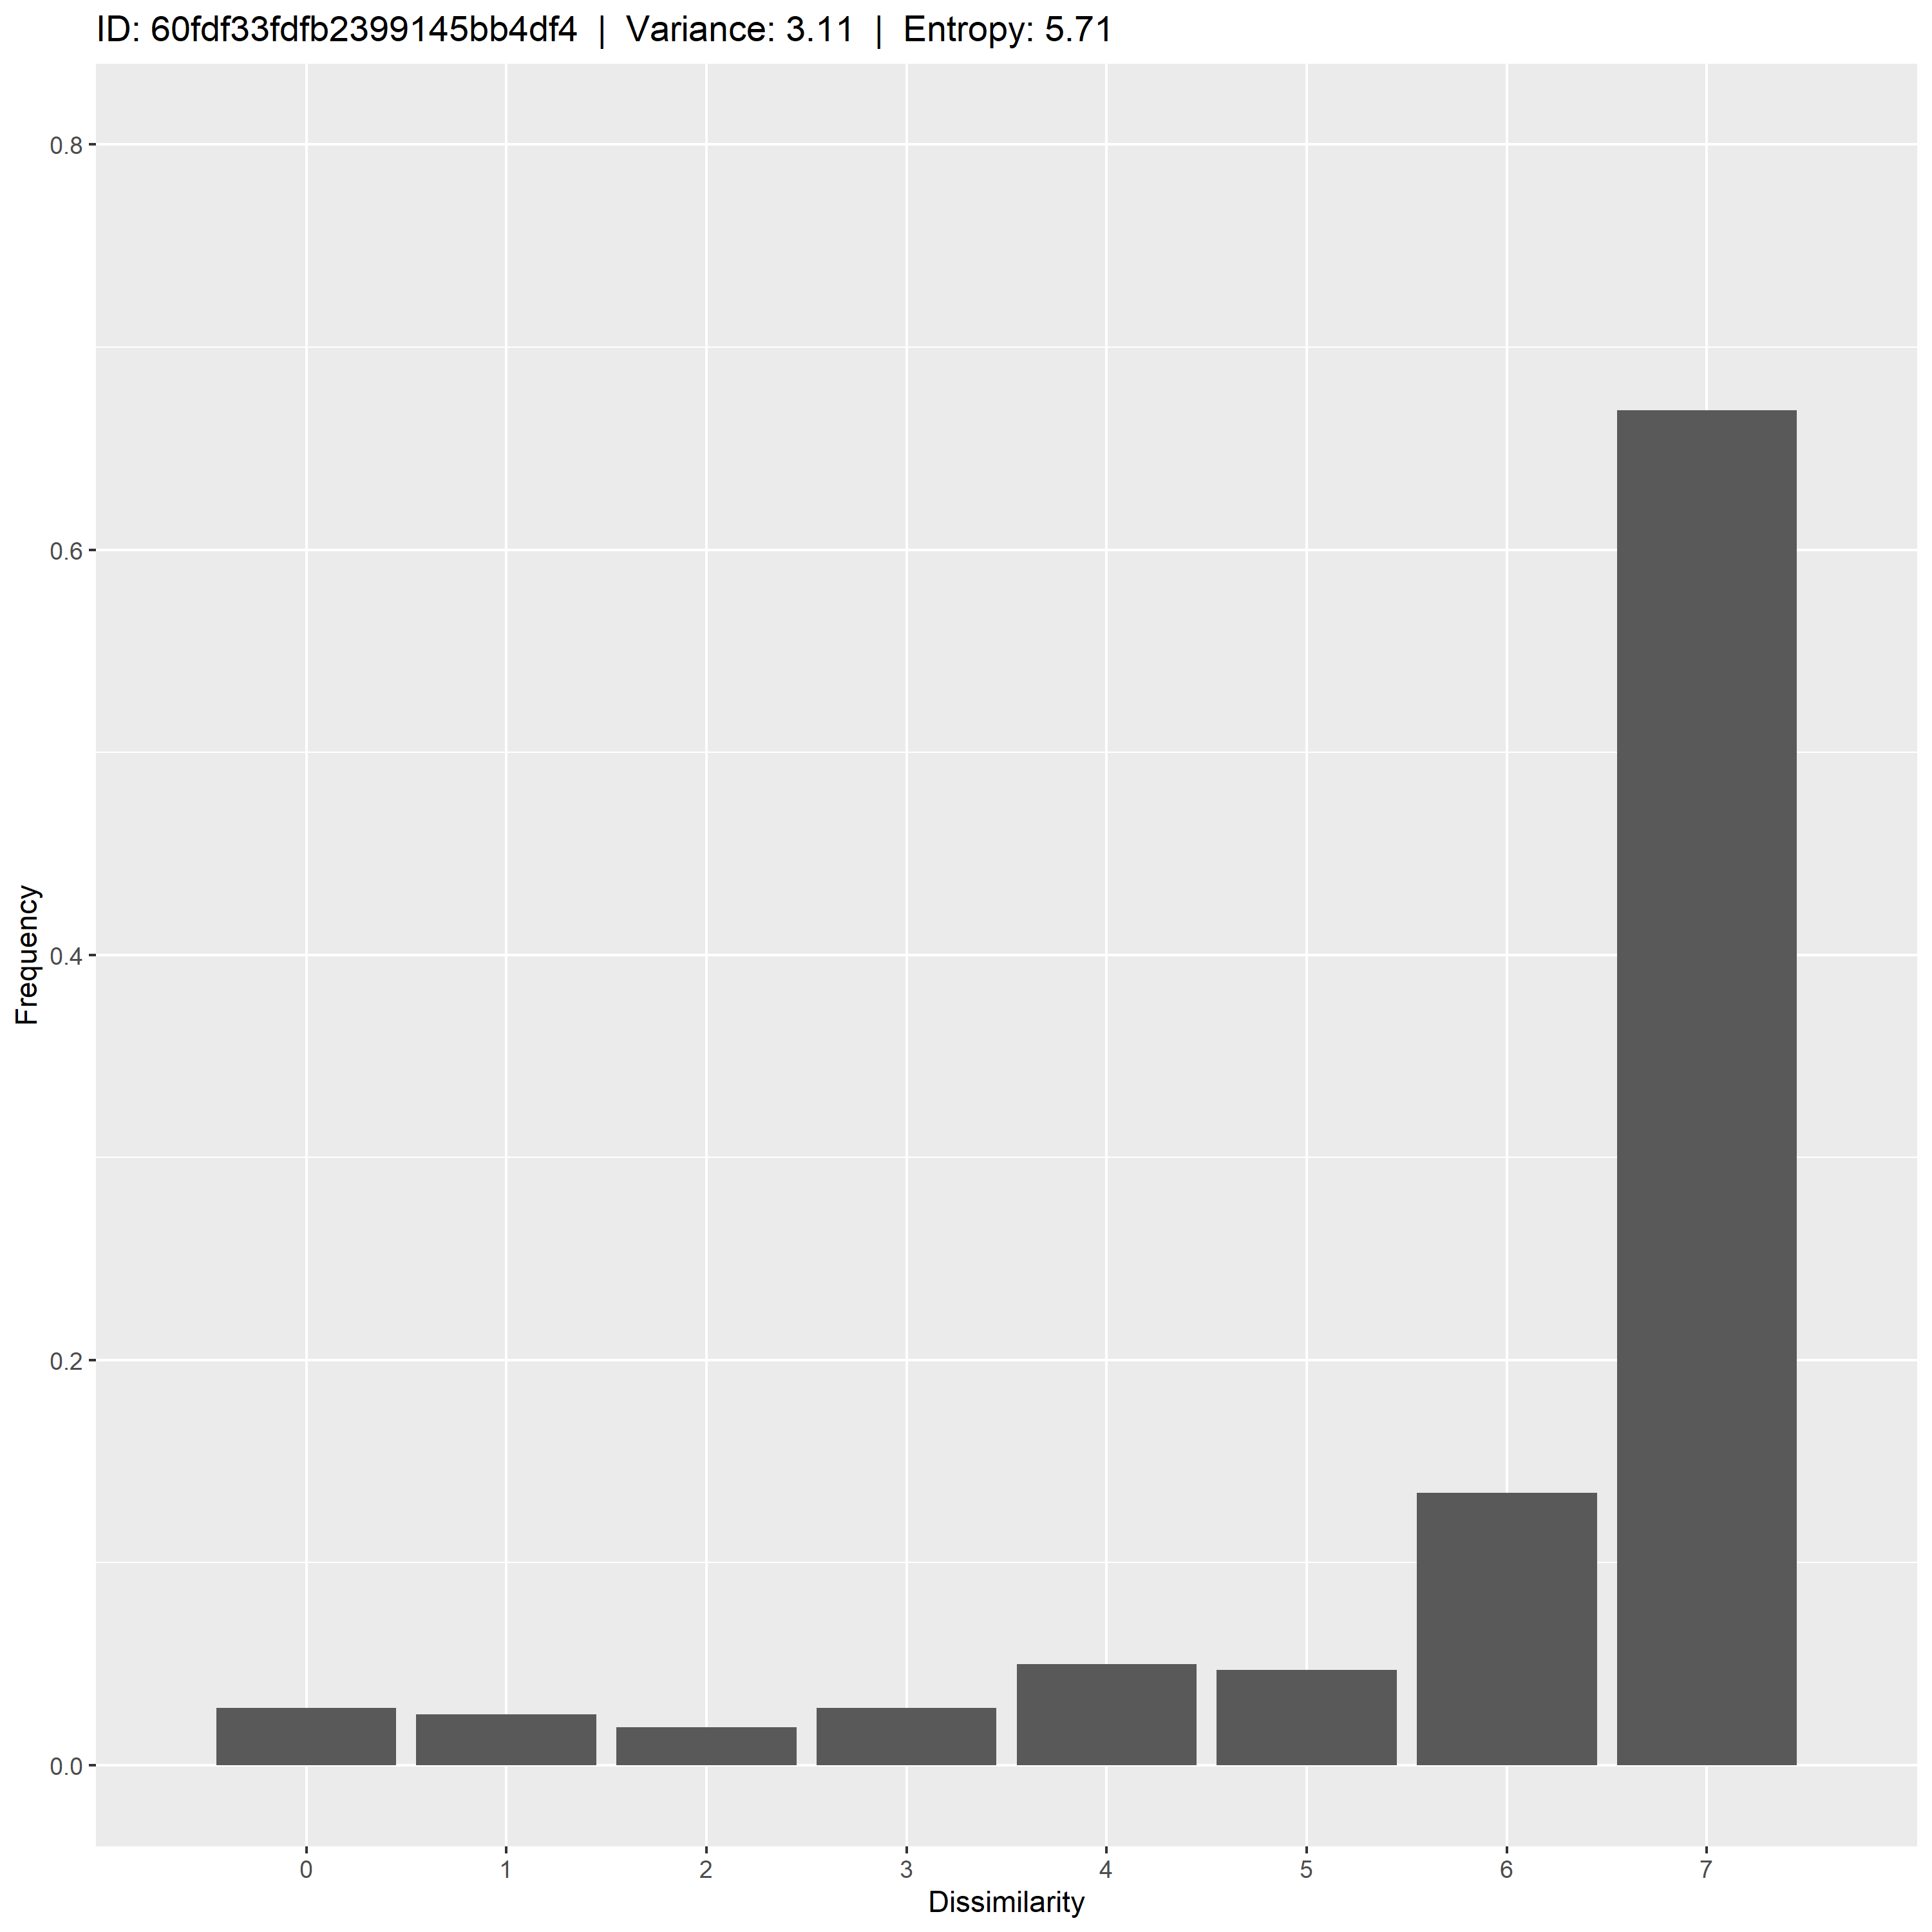 ID: 60fdf33fdfb2399145bb4df4 | Variance: 3.11 | Entropy: 5.71
0.8
0.6
0.4
0.2
0.0
Frequency
0 1 2 3 4 5 6 7
Dissimilarity